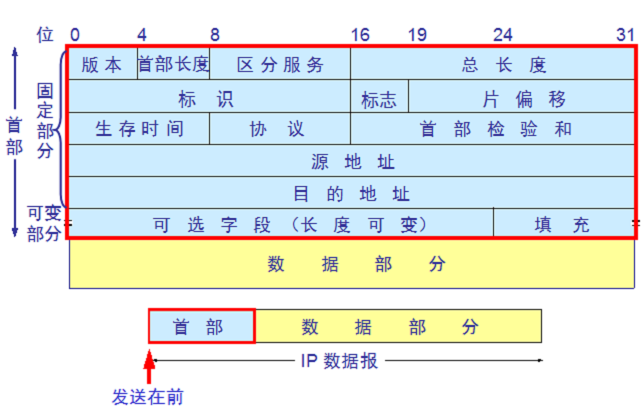 位 0 4 8 16 19 24 31
版本 首部长度 区分服务 总长度
标识 标志 片偏移
生存时间 协议 首部检验和
源地址
目的地址
可选字段（长度可变） 填充
数据部分
首部
固定部分
可变部分
首部 数据部分
IP 数据报
发送在前